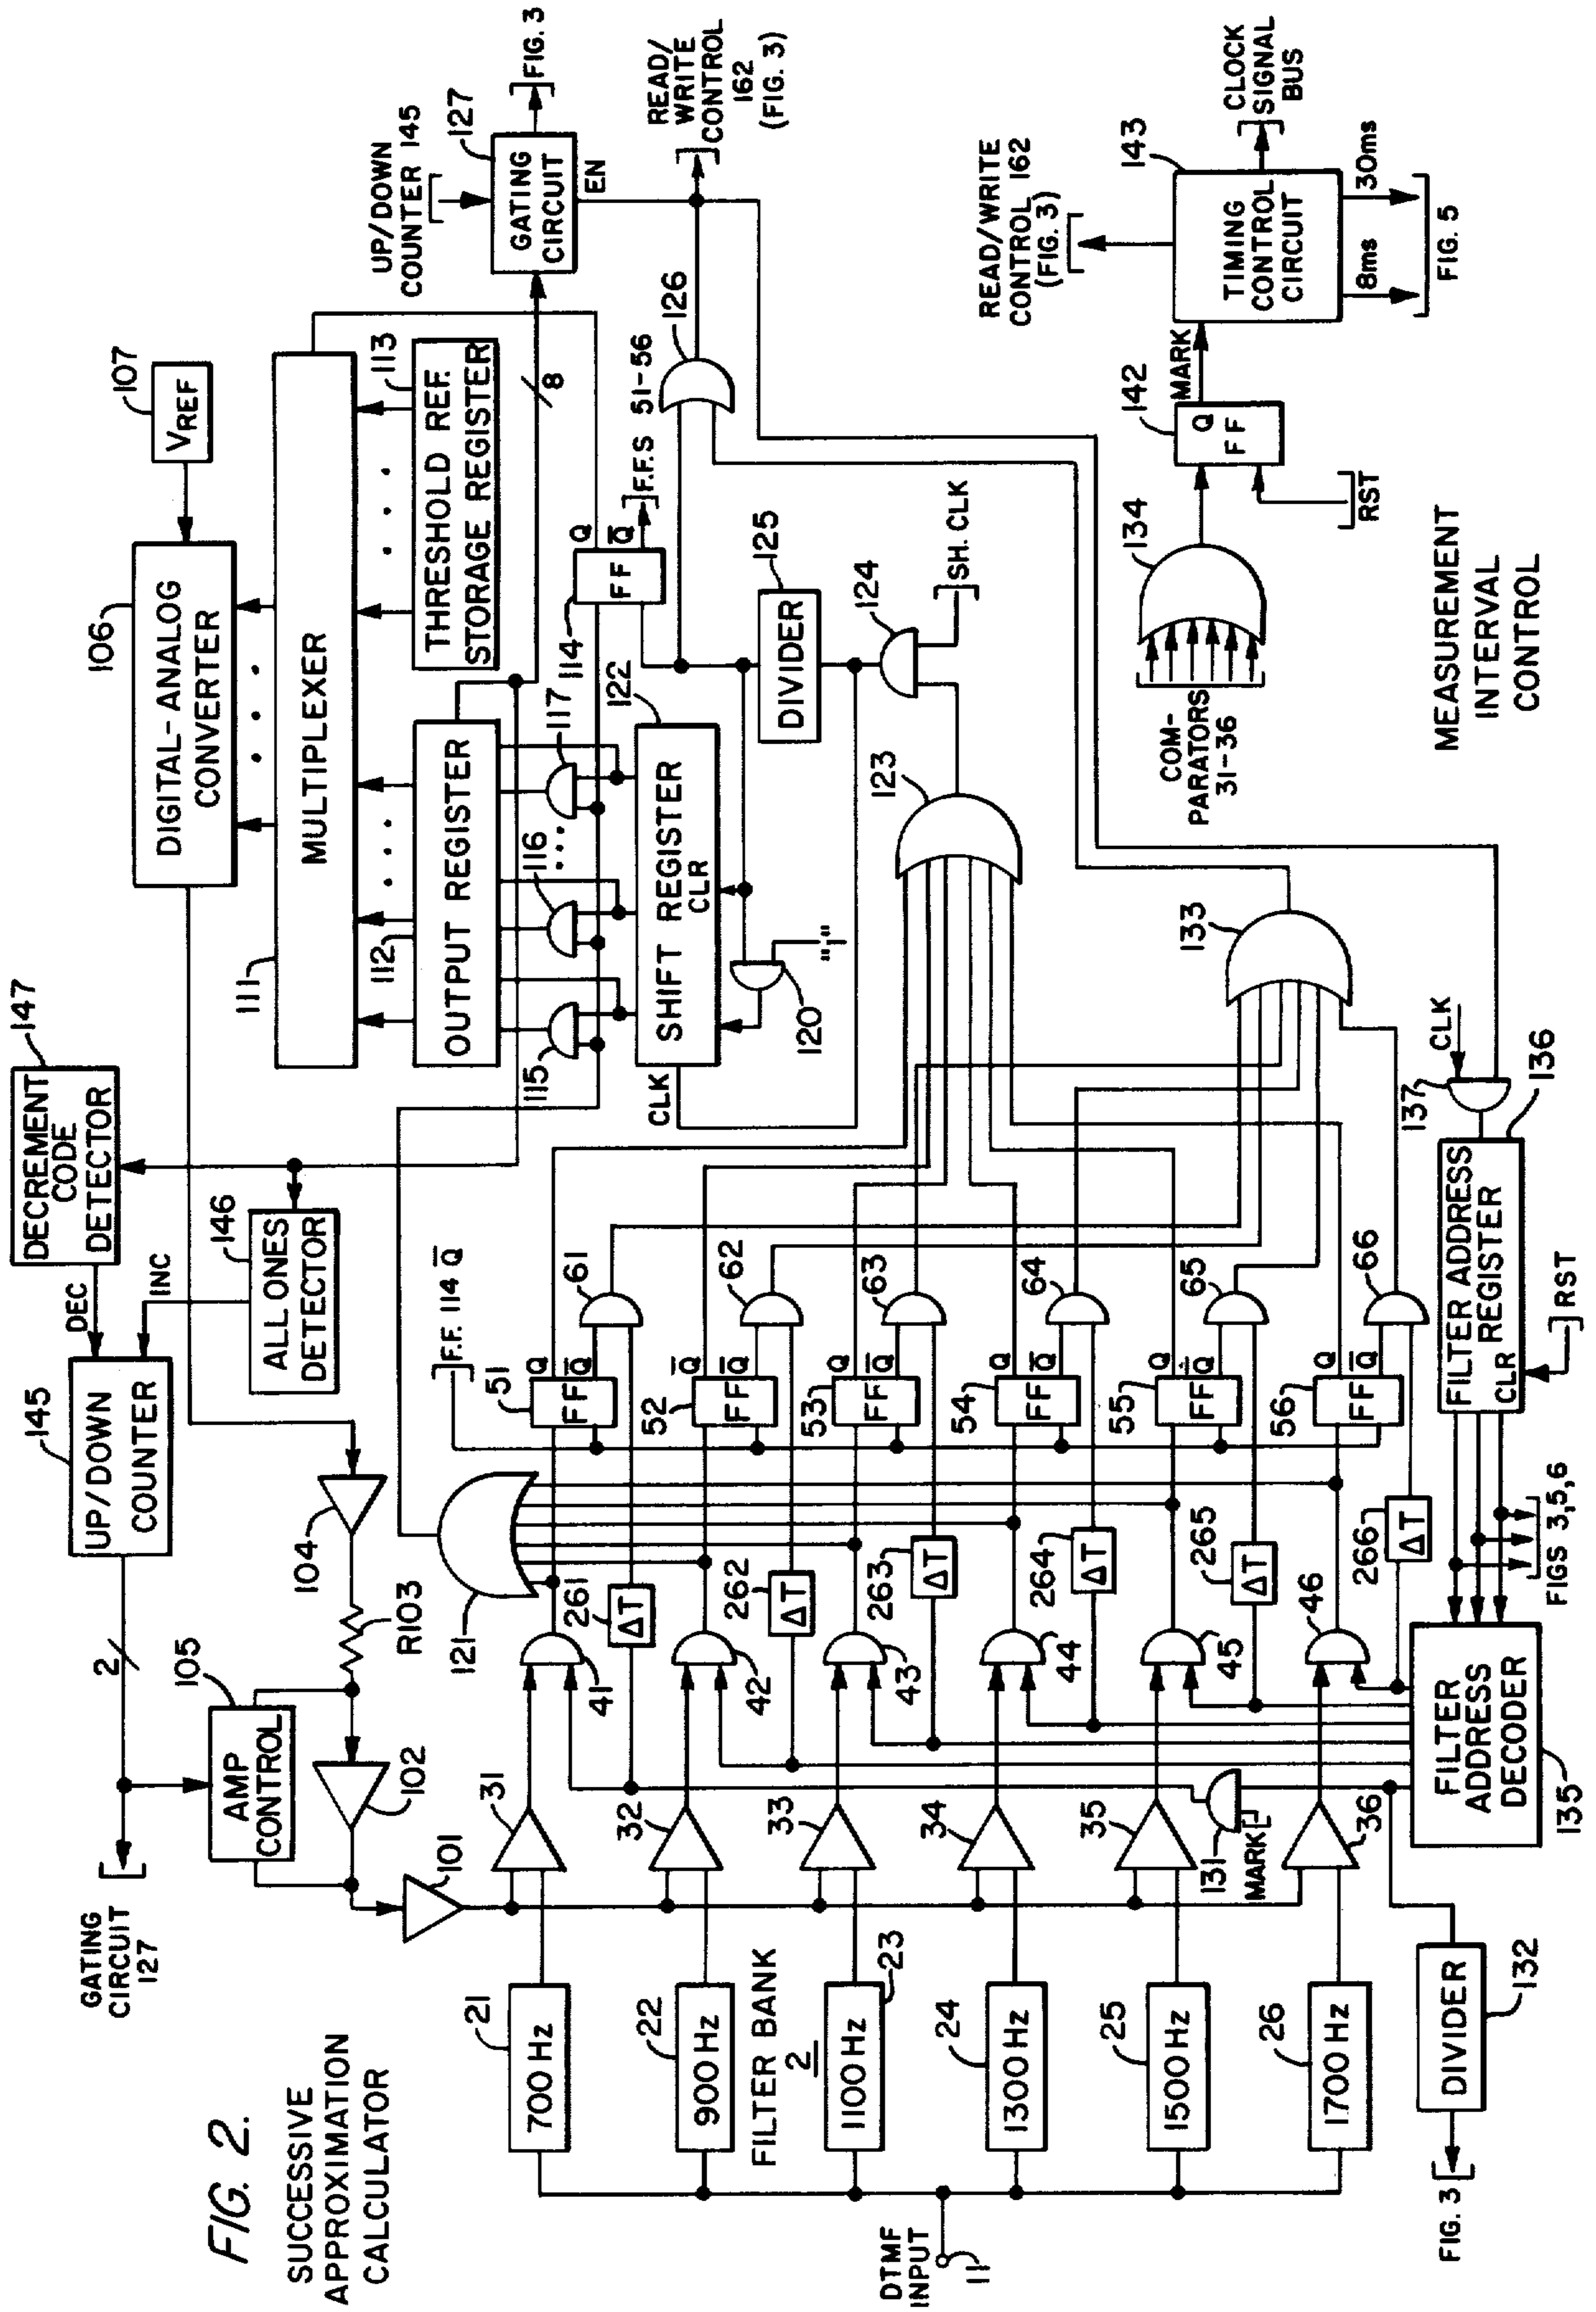 FIG. 2.
SUCCESSIVE
APPROXIMATION
CALCULATOR
GATING
CIRCUIT
127
2
145
UP/DOWN
COUNTER
DEC
INC
147
DECREMENT
CODE
DETECTOR
146
ALL ONES
DETECTOR
105
AMP
CONTROL
102
R103
104
101
107
VREF
106
DIGITAL-ANALOG
CONVERTER
111
MULTIPLEXER
112
OUTPUT REGISTER
113
THRESHOLD REF.
STORAGE REGISTER
UP/DOWN
COUNTER 145
127
GATING
CIRCUIT
EN
FIG. 3
8
READ/
WRITE
CONTROL
162
(FIG. 3)
115
116
117
122
CLK
SHIFT REGISTER
CLR
120
"1"
114
FF
Q
Q̅
F.F.S 51-56
126
125
DIVIDER
124
SH. CLK
123
133
121
F.F. 114 Q̅
DTMF
INPUT
11
FILTER BANK
2
21
700 Hz
22
900 Hz
23
1100 Hz
24
1300 Hz
25
1500 Hz
26
1700 Hz
31
32
33
34
35
36
41
42
43
44
45
46
261
ΔT
262
ΔT
263
ΔT
264
ΔT
265
ΔT
266
ΔT
51
FF
Q
Q̅
52
FF
Q̅
Q̅
53
FF
Q
Q̅
54
FF
Q
Q̅
55
FF
Q
Q̅
56
FF
Q
Q̅
61
62
63
64
65
66
131
MARK
132
DIVIDER
FIG. 3
135
FILTER
ADDRESS
DECODER
FIGS 3,5,6
136
FILTER ADDRESS
REGISTER
CLR
RST
137
CLK
COM-
PARATORS
31-36
134
142
Q
FF
MARK
RST
143
TIMING
CONTROL
CIRCUIT
READ/WRITE
CONTROL 162
(FIG. 3)
CLOCK
SIGNAL
BUS
8ms
30ms
FIG. 5
MEASUREMENT
INTERVAL
CONTROL